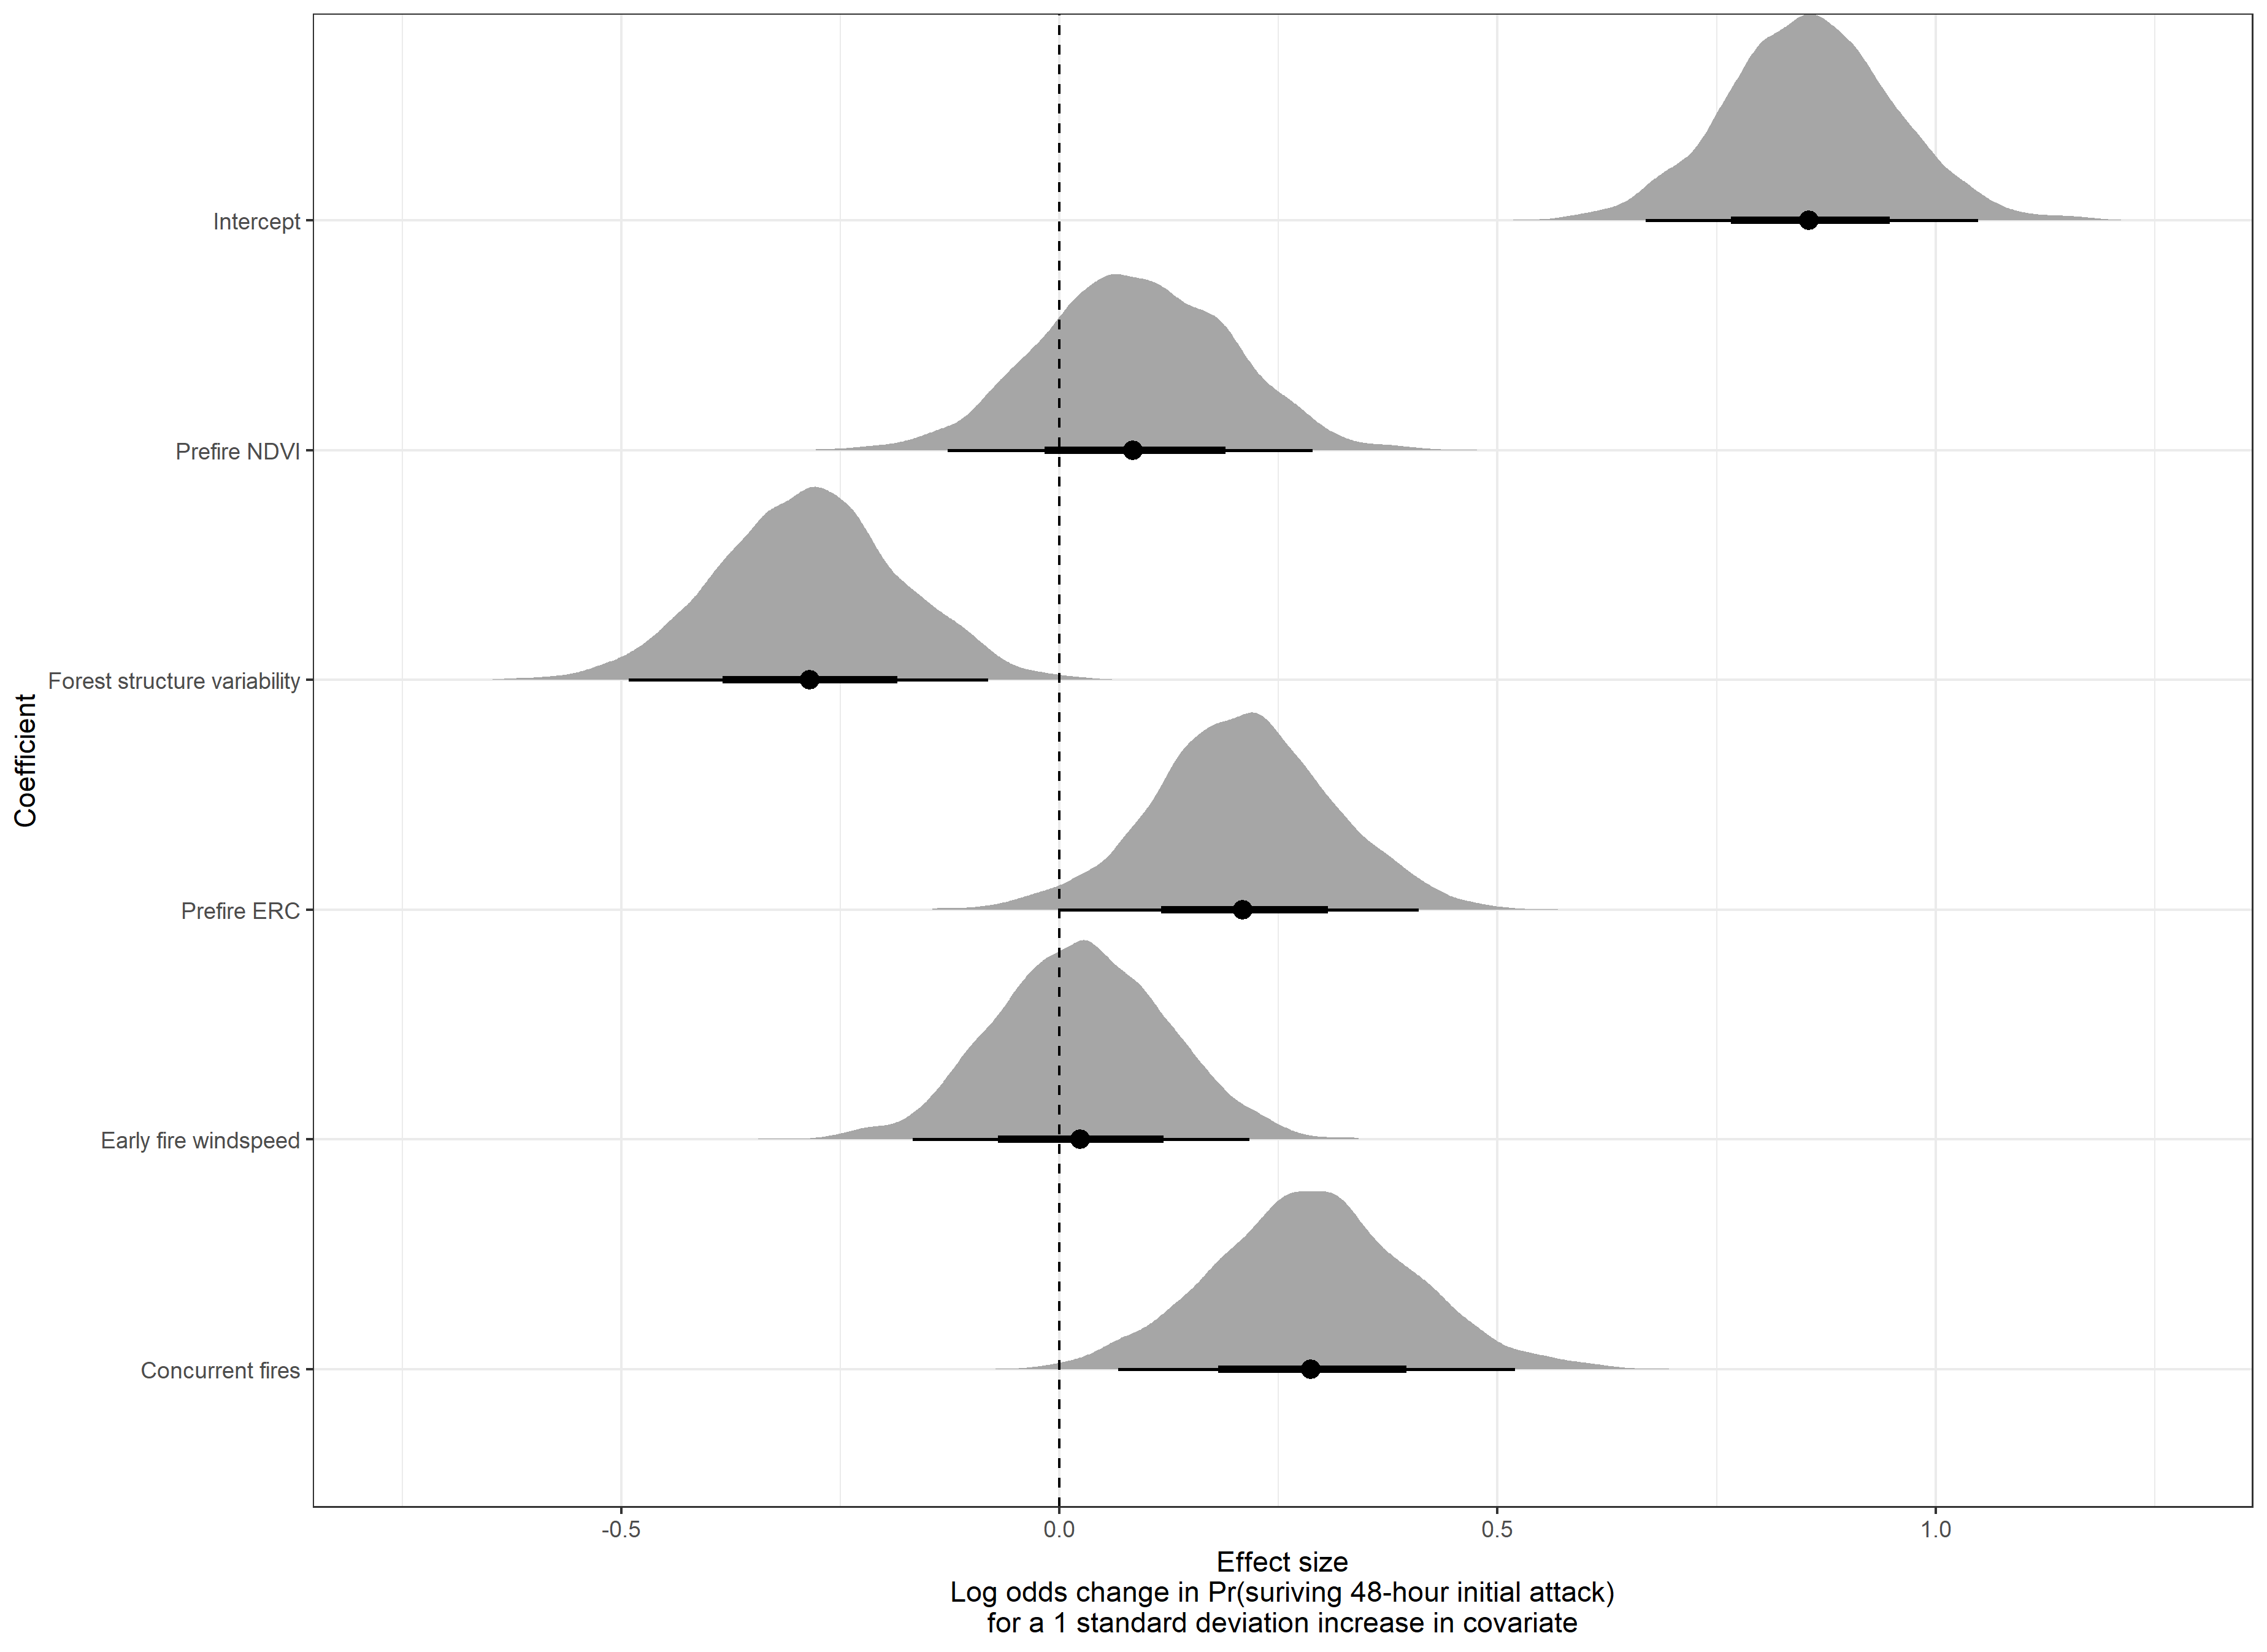 Coefficient
Intercept
Prefire NDVI
Forest structure variability
Prefire ERC
Early fire windspeed
Concurrent fires
-0.5 0.0 0.5 1.0
Effect size
Log odds change in Pr(suriving 48-hour initial attack)
for a 1 standard deviation increase in covariate